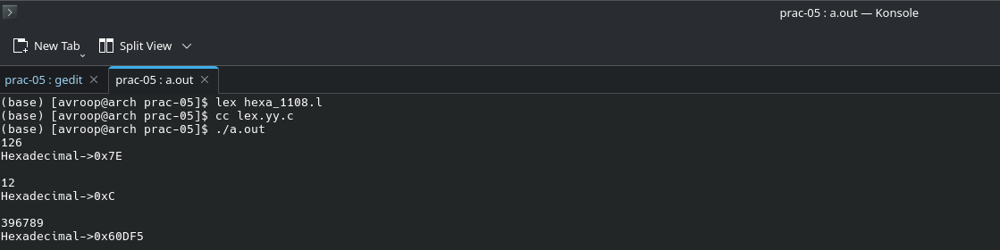 prac-05 : a.out — Konsole
New Tab
Split View
prac-05 : gedit
prac-05 : a.out
(base) [avroop@arch prac-05]$ lex hexa_1108.l
(base) [avroop@arch prac-05]$ cc lex.yy.c
(base) [avroop@arch prac-05]$ ./a.out
126
Hexadecimal->0x7E
12
Hexadecimal->0xC
396789
Hexadecimal->0x60DF5